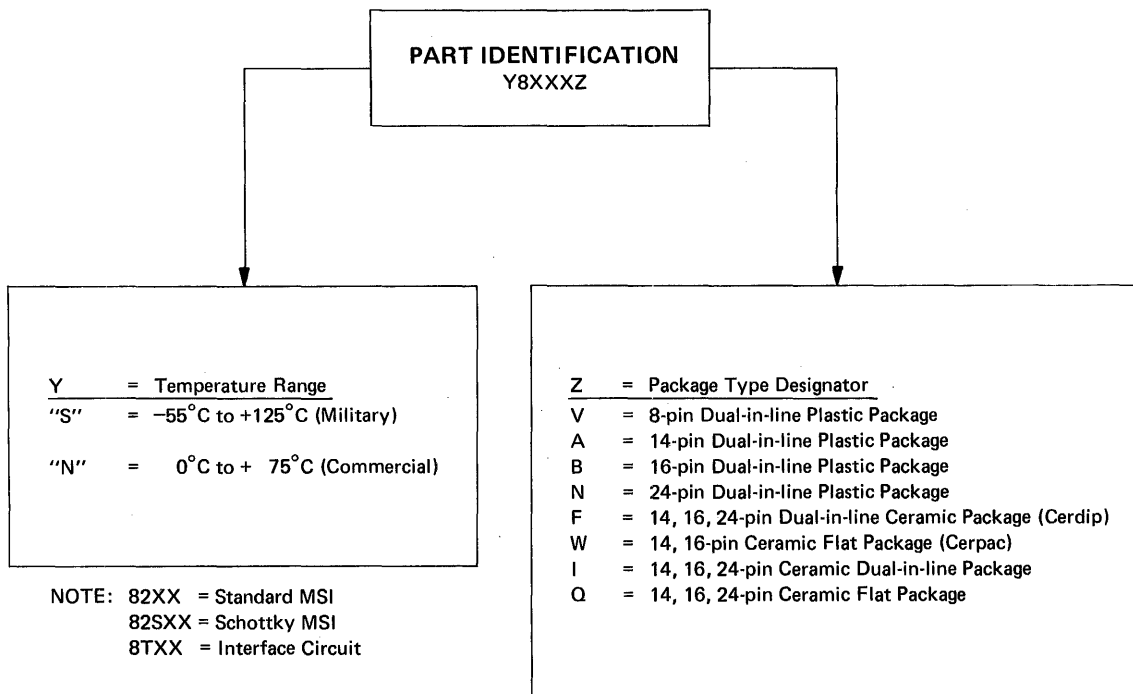 PART IDENTIFICATION
Y8XXXZ
Y = Temperature Range
"S" = −55°C to +125°C (Military)
"N" = 0°C to + 75°C (Commercial)
NOTE: 82XX = Standard MSI
82SXX = Schottky MSI
8TXX = Interface Circuit
Z = Package Type Designator
V = 8-pin Dual-in-line Plastic Package
A = 14-pin Dual-in-line Plastic Package
B = 16-pin Dual-in-line Plastic Package
N = 24-pin Dual-in-line Plastic Package
F = 14, 16, 24-pin Dual-in-line Ceramic Package (Cerdip)
W = 14, 16-pin Ceramic Flat Package (Cerpac)
I = 14, 16, 24-pin Ceramic Dual-in-line Package
Q = 14, 16, 24-pin Ceramic Flat Package